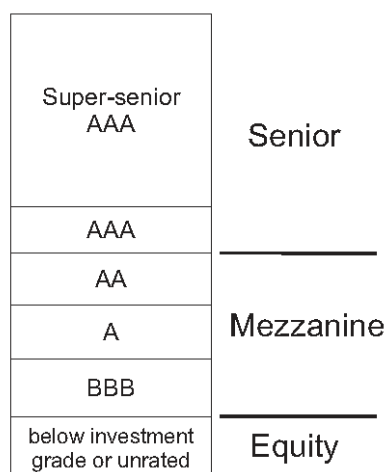 Super-senior
AAA
Senior
AAA
AA
A
Mezzanine
BBB
below investment
grade or unrated
Equity